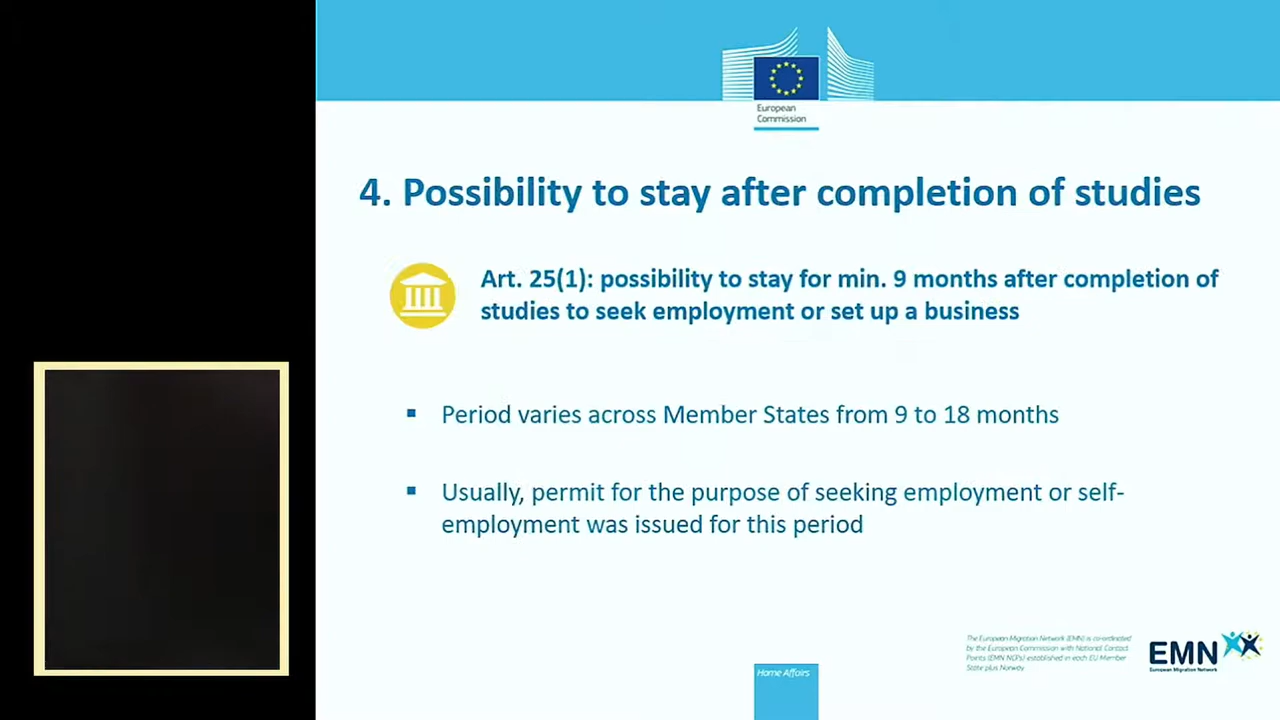 European
Commission
4. Possibility to stay after completion of studies
Art. 25(1): possibility to stay for min. 9 months after completion of
studies to seek employment or set up a business
▪ Period varies across Member States from 9 to 18 months
▪ Usually, permit for the purpose of seeking employment or self-
employment was issued for this period
The European Migration Network (EMN) is co-ordinated
by the European Commission with National Contact
Points (EMN NCPs) established in each EU Member
State plus Norway
EMN
European Migration Network
Home Affairs